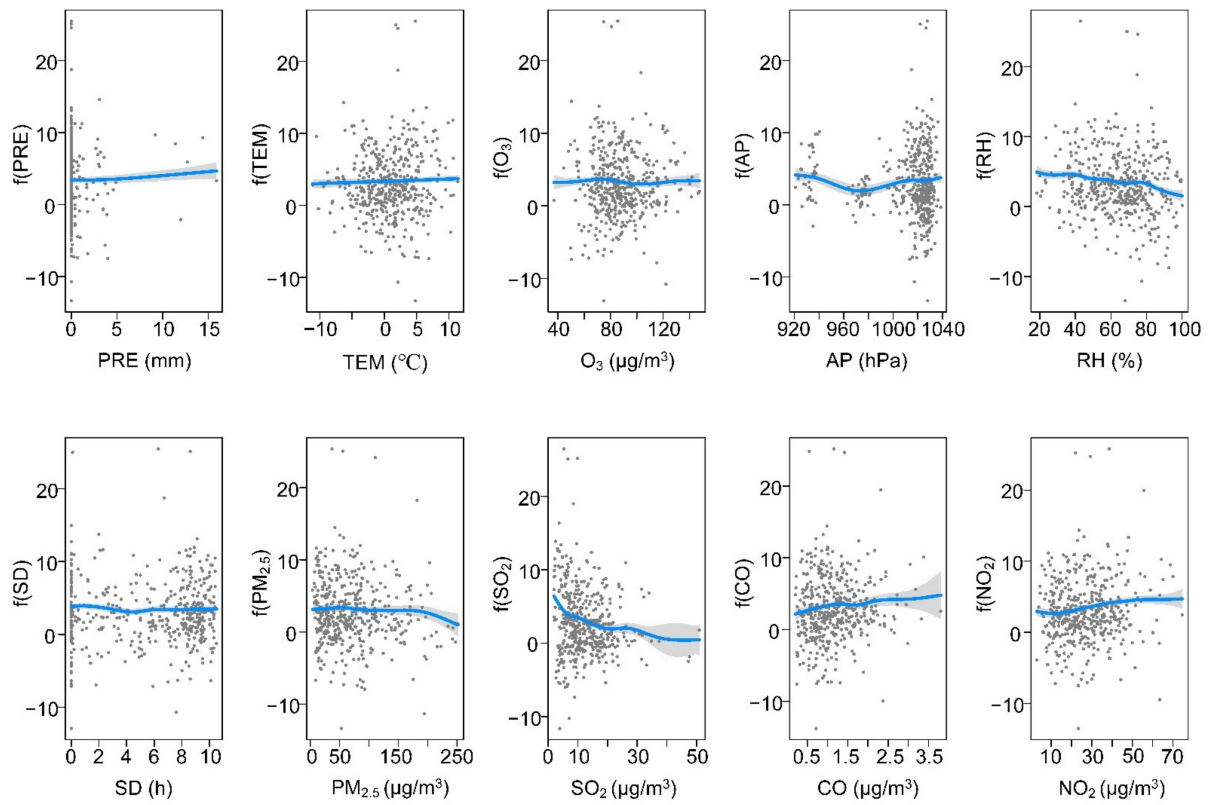 f(PRE)
20
10
0
−10
0 5 10 15
PRE (mm)
f(TEM)
20
10
0
−10
−10 0 5 10
TEM (℃)
f(O₃)
20
10
0
−10
40 60 80 120
O₃ (µg/m³)
f(AP)
20
10
0
−10
920 960 1000 1040
AP (hPa)
f(RH)
20
10
0
−10
20 40 60 80 100
RH (%)
f(SD)
20
10
0
−10
0 2 4 6 8 10
SD (h)
f(PM₂.₅)
20
10
0
−10
0 50 100 150 200 250
PM₂.₅ (µg/m³)
f(SO₂)
20
10
0
−10
0 10 20 30 50
SO₂ (µg/m³)
f(CO)
20
10
0
−10
0.5 1.5 2.5 3.5
CO (µg/m³)
f(NO₂)
20
10
0
−10
10 30 50 70
NO₂ (µg/m³)